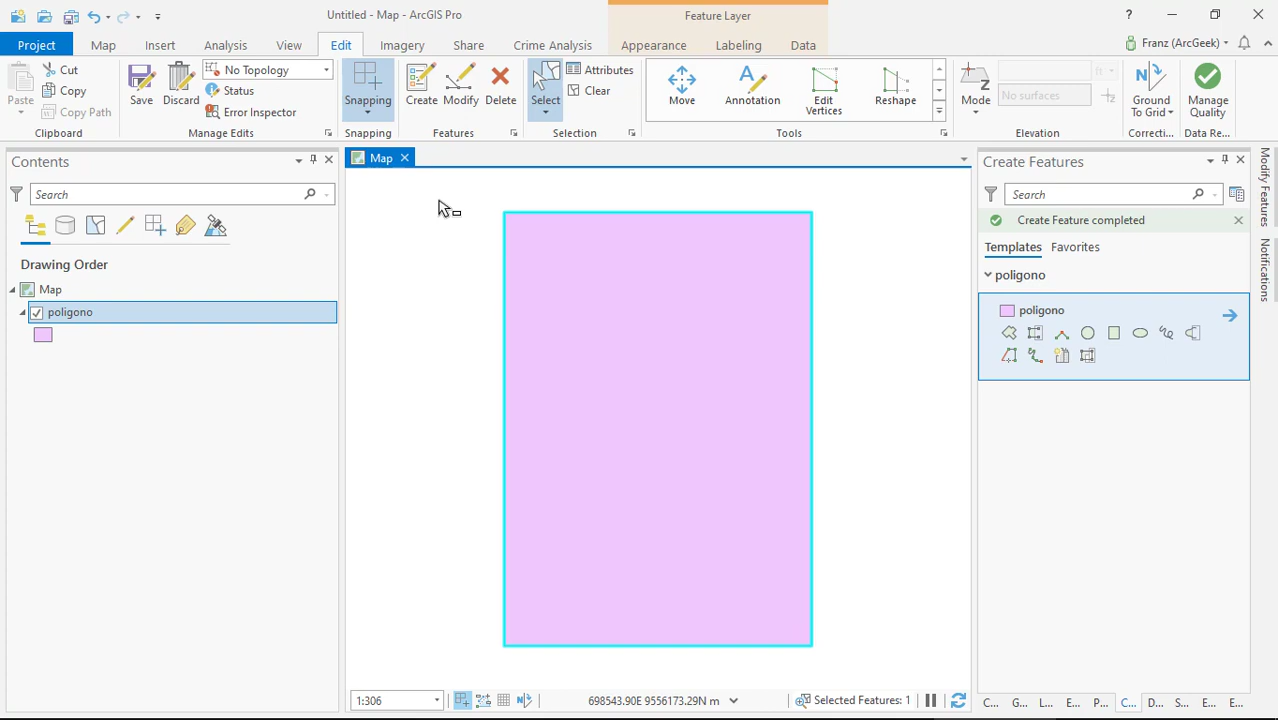 Untitled - Map - ArcGIS Pro
Feature Layer
?
Project
Map
Insert
Analysis
View
Edit
Imagery
Share
Crime Analysis
Appearance
Labeling
Data
Franz (ArcGeek)
Paste
Cut
Copy
Copy Path
Clipboard
Save
Discard
No Topology
Status
Error Inspector
Manage Edits
Snapping
Snapping
Create
Modify
Delete
Features
Select
Attributes
Clear
Selection
Move
Annotation
Edit
Vertices
Reshape
Tools
Mode
ft
No surfaces
Elevation
Ground
To Grid
Correcti...
Manage
Quality
Data Re...
Contents
Search
Drawing Order
Map
poligono
Map
Create Features
Search
Create Feature completed
Templates Favorites
poligono
poligono
Modify Features
Notifications
1:306
698543.90E 9556173.29N m
Selected Features: 1
C...
G...
L...
E...
P...
C...
D...
S...
E...
E...